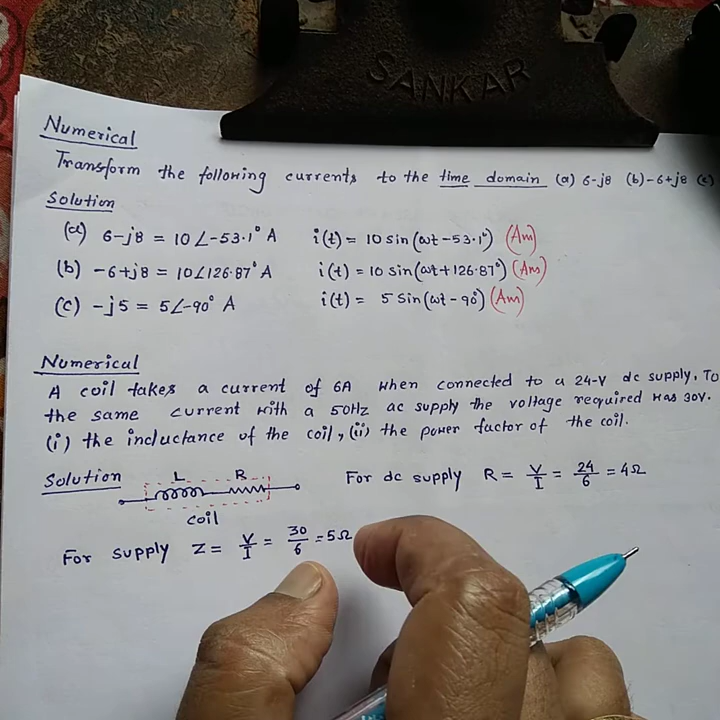 SANKAR
Numerical
Transform the following currents to the time domain (a) 6-j8 (b)-6+j8 (c)
Solution
(a) 6-j8 = 10∠-53.1° A i(t) = 10 sin(ωt-53.1°) (Ans)
(b) -6+j8 = 10∠126.87° A i(t) = 10 sin(ωt+126.87°) (Ans)
(c) -j5 = 5∠-90° A i(t) = 5 sin(ωt-90°) (Ans)
Numerical
A coil takes a current of 6A when connected to a 24-V dc supply, To
the same current with a 50Hz ac supply the voltage required was 30V.
(i) the inductance of the coil, (ii) the power factor of the coil.
Solution L R For dc supply R = V/I = 24/6 = 4Ω
coil
For supply Z = V/I = 30/6 = 5Ω